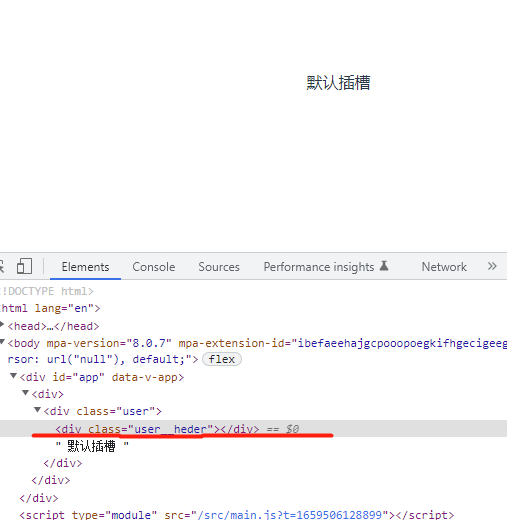 默认插槽
Elements Console Sources Performance insights Network »
<!DOCTYPE html>
<html lang="en">
<head>…</head>
<body mpa-version="8.0.7" mpa-extension-id="ibefaeehajgcpooopoegkifhgecigeeg
rsor: url("null"), default;"> flex
<div id="app" data-v-app>
<div>
<div class="user">
<div class="user__heder"></div> == $0
" 默认插槽 "
</div>
</div>
</div>
<script type="module" src="/src/main.js?t=1659506128899"></script>